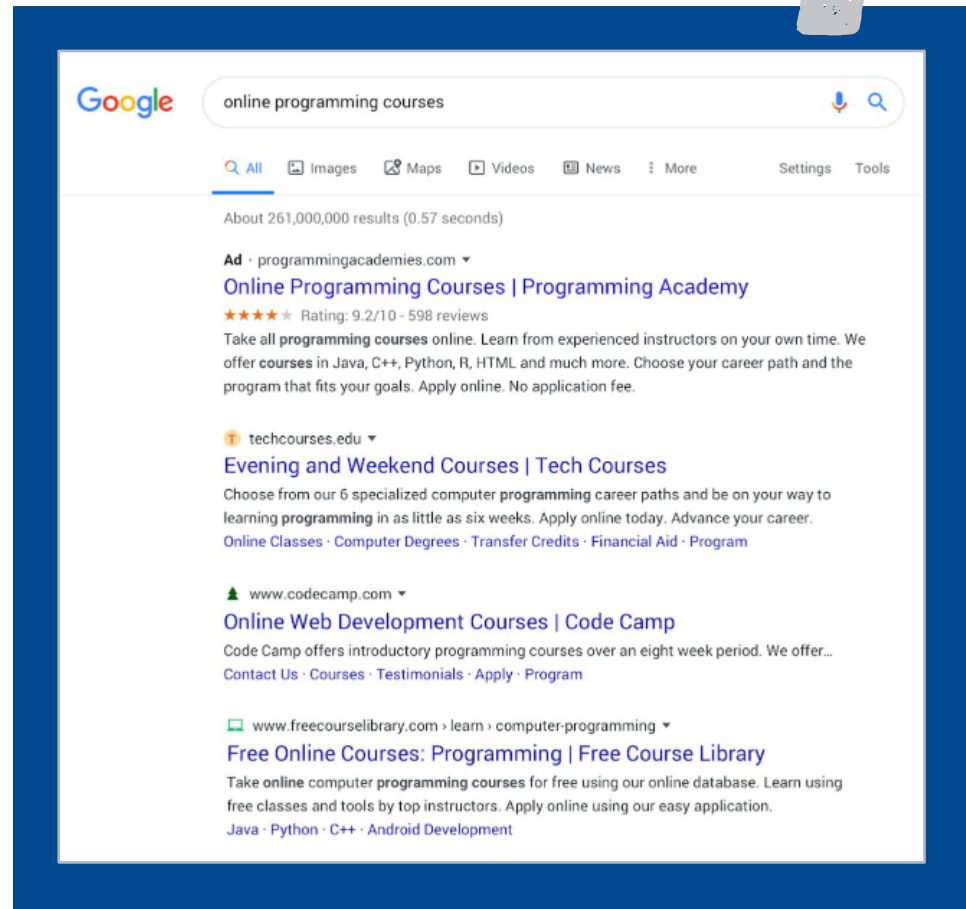 Google
online programming courses
All Images Maps Videos News More Settings Tools
About 261,000,000 results (0.57 seconds)
Ad · programmingacademies.com
Online Programming Courses | Programming Academy
Rating: 9.2/10 - 598 reviews
Take all programming courses online. Learn from experienced instructors on your own time. We
offer courses in Java, C++, Python, R, HTML and much more. Choose your career path and the
program that fits your goals. Apply online. No application fee.
T techcourses.edu
Evening and Weekend Courses | Tech Courses
Choose from our 6 specialized computer programming career paths and be on your way to
learning programming in as little as six weeks. Apply online today. Advance your career.
Online Classes · Computer Degrees · Transfer Credits · Financial Aid · Program
www.codecamp.com
Online Web Development Courses | Code Camp
Code Camp offers introductory programming courses over an eight week period. We offer...
Contact Us · Courses · Testimonials · Apply · Program
www.freecourselibrary.com › learn › computer-programming
Free Online Courses: Programming | Free Course Library
Take online computer programming courses for free using our online database. Learn using
free classes and tools by top instructors. Apply online using our easy application.
Java · Python · C++ · Android Development